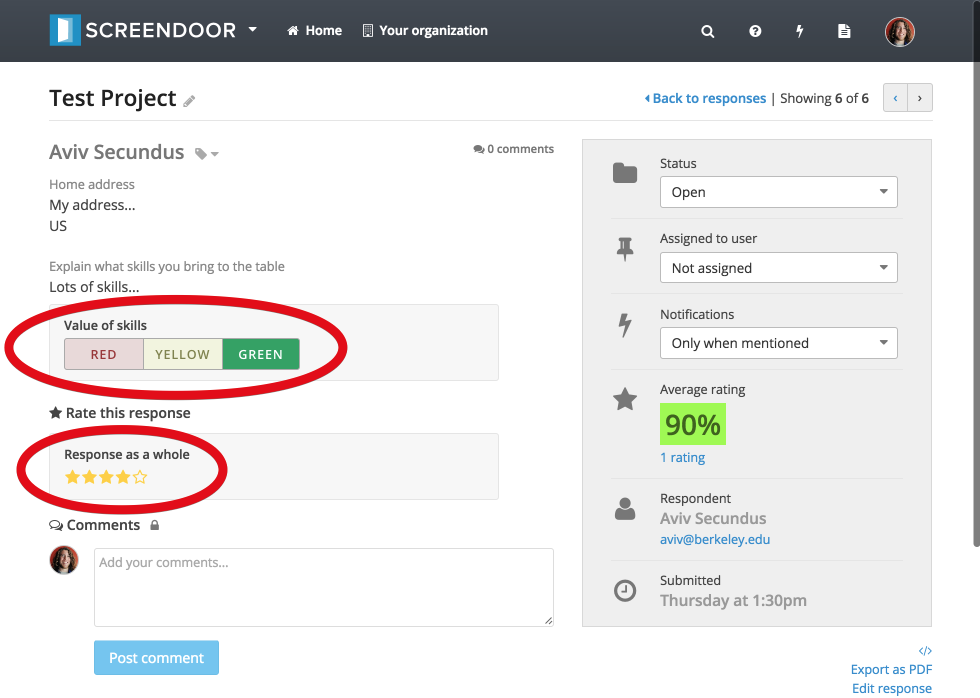 SCREENDOOR Home Your organization
Test Project
Back to responses | Showing 6 of 6
Aviv Secundus
0 comments
Home address
My address...
US
Explain what skills you bring to the table
Lots of skills...
Value of skills
RED YELLOW GREEN
Rate this response
Response as a whole
Comments
Add your comments...
Post comment
Status
Open
Assigned to user
Not assigned
Notifications
Only when mentioned
Average rating
90%
1 rating
Respondent
Aviv Secundus
aviv@berkeley.edu
Submitted
Thursday at 1:30pm
</>
Export as PDF
Edit response